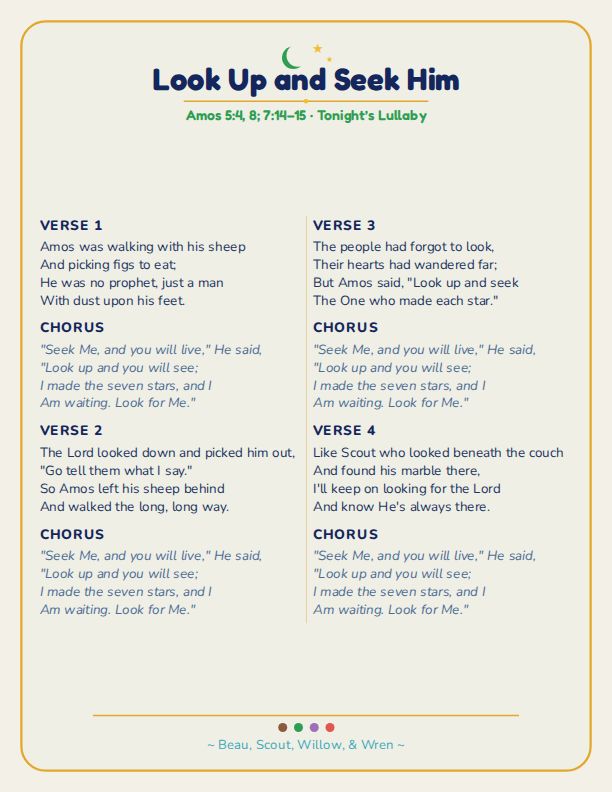 Look Up and Seek Him
Amos 5:4, 8; 7:14–15 · Tonight's Lullaby
VERSE 1
Amos was walking with his sheep
And picking figs to eat;
He was no prophet, just a man
With dust upon his feet.
CHORUS
"Seek Me, and you will live," He said,
"Look up and you will see;
I made the seven stars, and I
Am waiting. Look for Me."
VERSE 2
The Lord looked down and picked him out,
"Go tell them what I say."
So Amos left his sheep behind
And walked the long, long way.
CHORUS
"Seek Me, and you will live," He said,
"Look up and you will see;
I made the seven stars, and I
Am waiting. Look for Me."
VERSE 3
The people had forgot to look,
Their hearts had wandered far;
But Amos said, "Look up and seek
The One who made each star."
CHORUS
"Seek Me, and you will live," He said,
"Look up and you will see;
I made the seven stars, and I
Am waiting. Look for Me."
VERSE 4
Like Scout who looked beneath the couch
And found his marble there,
I'll keep on looking for the Lord
And know He's always there.
CHORUS
"Seek Me, and you will live," He said,
"Look up and you will see;
I made the seven stars, and I
Am waiting. Look for Me."
~ Beau, Scout, Willow, & Wren ~